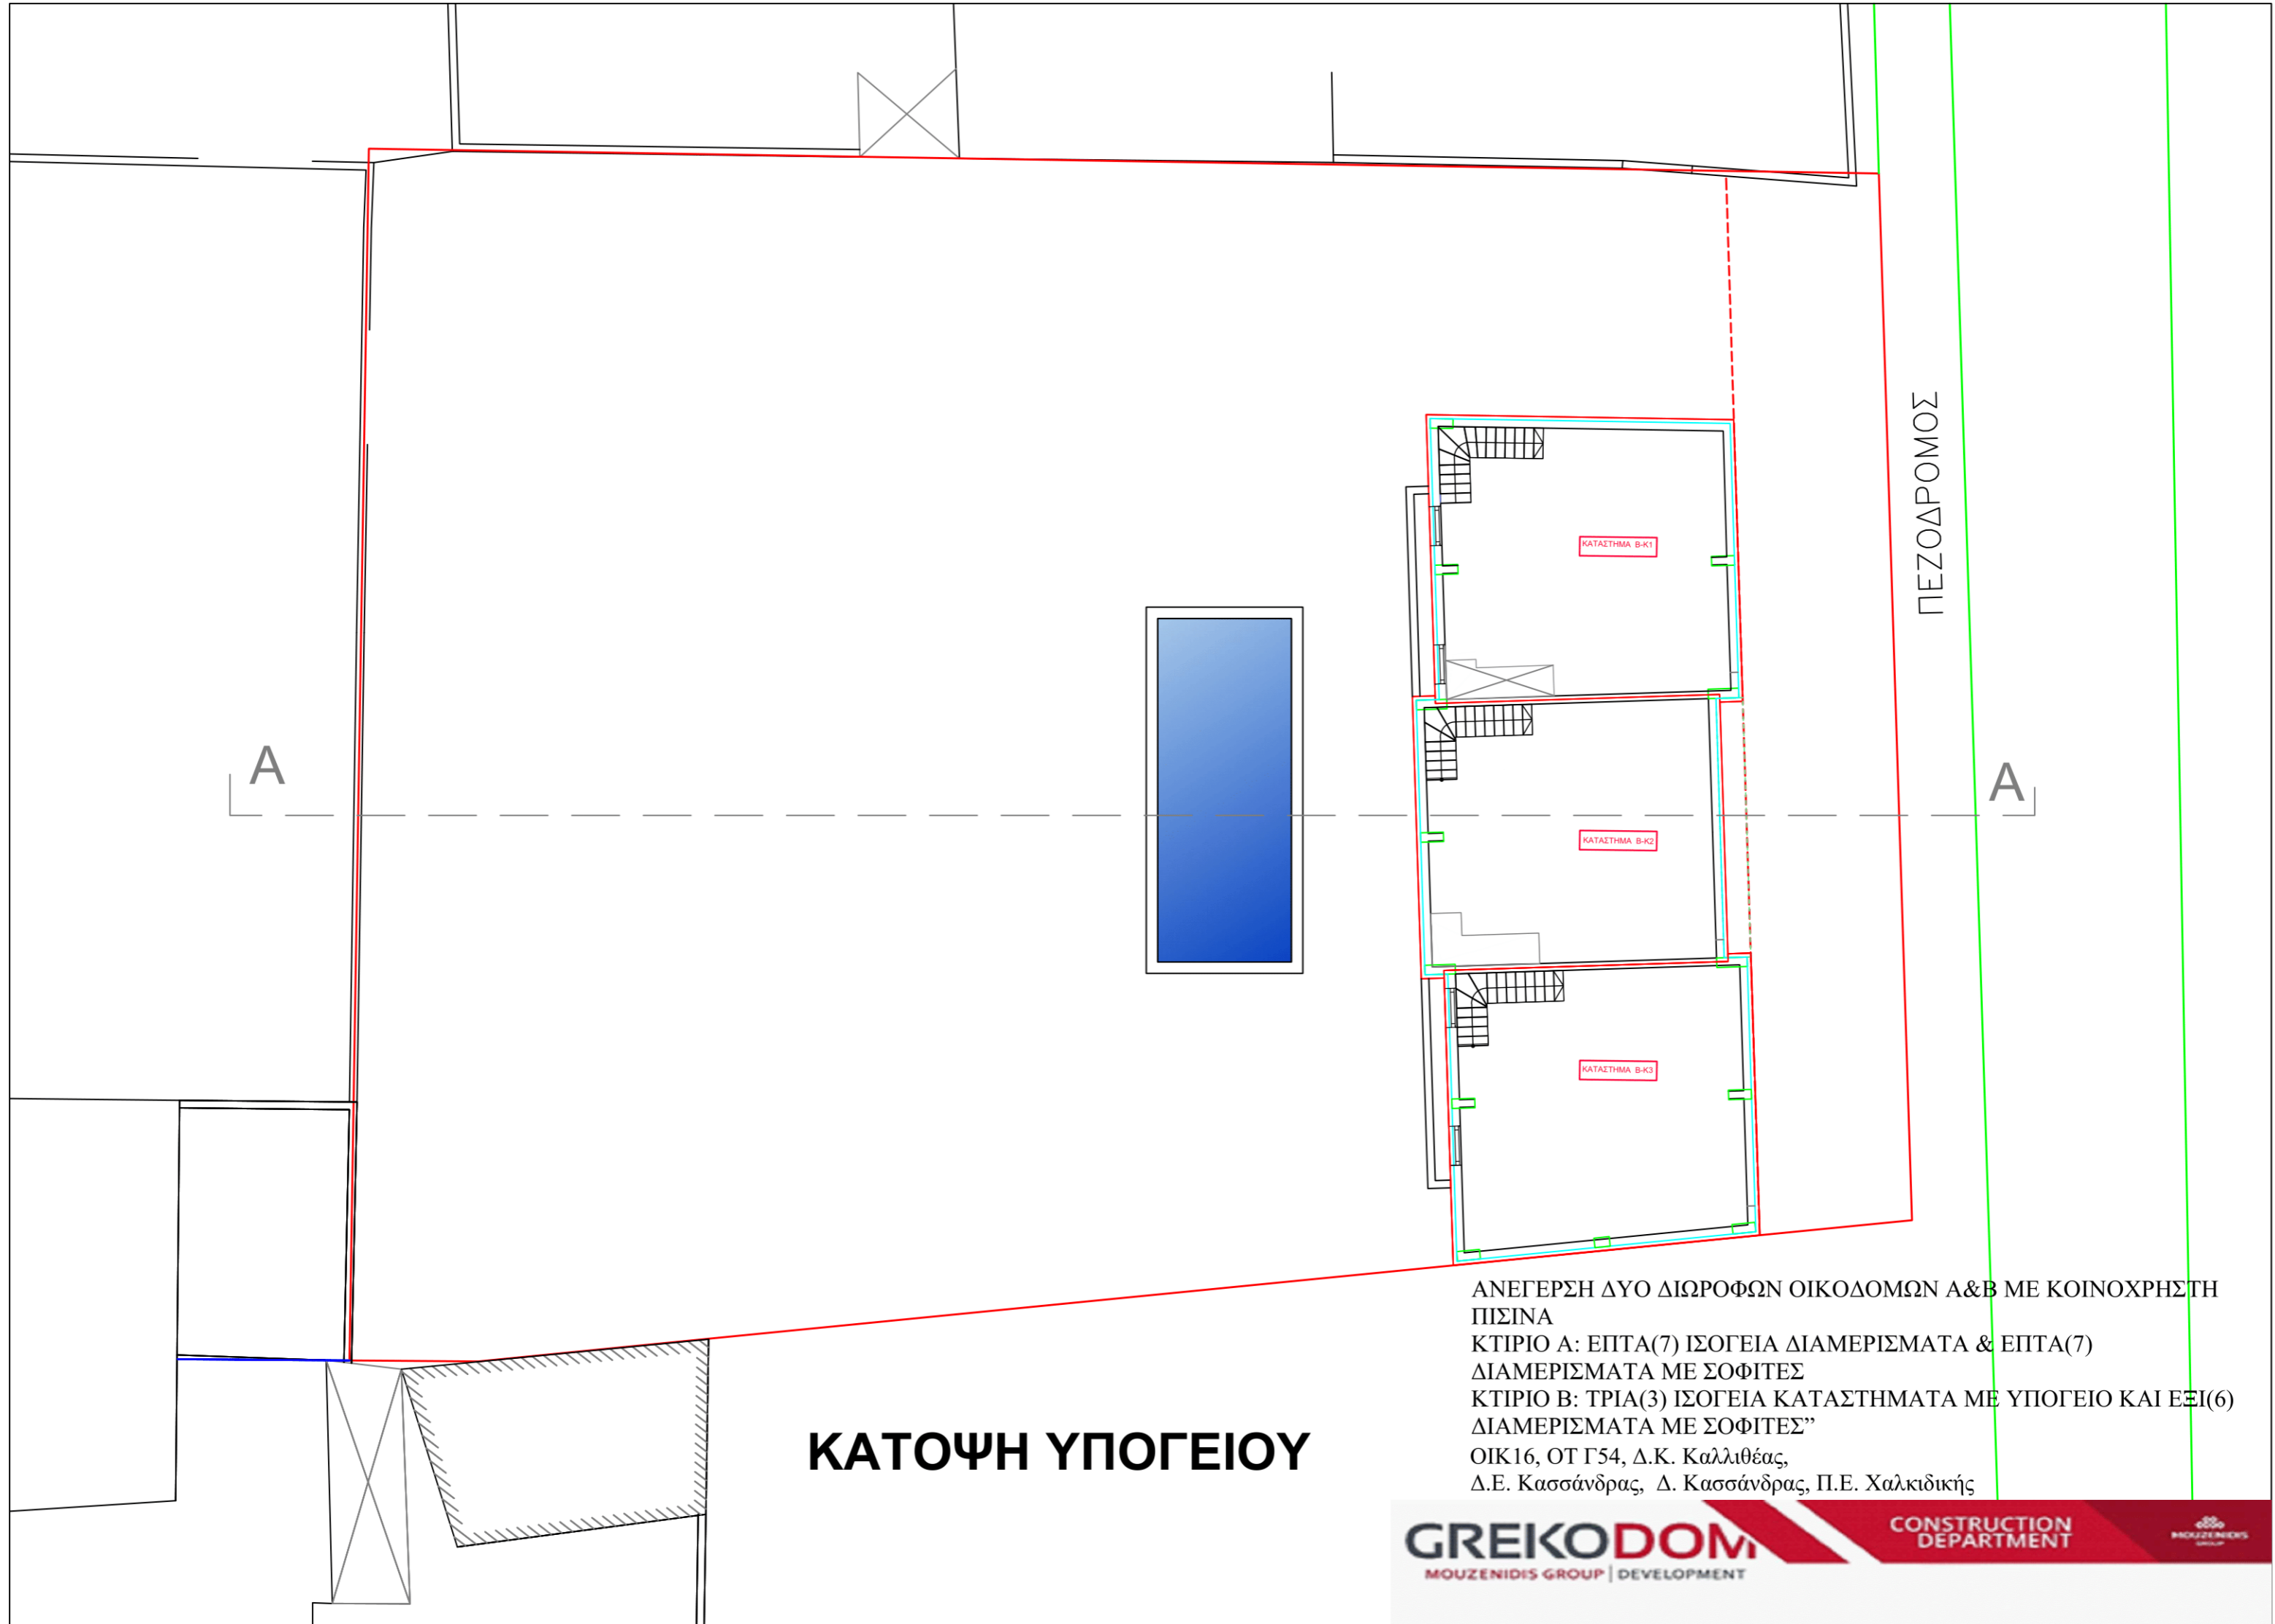 ΠΕΖΟΔΡΟΜΟΣ
ΚΑΤΑΣΤΗΜΑ Β-Κ1
A
A
ΚΑΤΑΣΤΗΜΑ Β-Κ2
ΚΑΤΑΣΤΗΜΑ Β-Κ3
ΑΝΕΓΕΡΣΗ ΔΥΟ ΔΙΩΡΟΦΩΝ ΟΙΚΟΔΟΜΩΝ Α&Β ΜΕ ΚΟΙΝΟΧΡΗΣΤΗ
ΠΙΣΙΝΑ
ΚΤΙΡΙΟ Α: ΕΠΤΑ(7) ΙΣΟΓΕΙΑ ΔΙΑΜΕΡΙΣΜΑΤΑ & ΕΠΤΑ(7)
ΔΙΑΜΕΡΙΣΜΑΤΑ ΜΕ ΣΟΦΙΤΕΣ
ΚΤΙΡΙΟ Β: ΤΡΙΑ(3) ΙΣΟΓΕΙΑ ΚΑΤΑΣΤΗΜΑΤΑ ΜΕ ΥΠΟΓΕΙΟ ΚΑΙ ΕΞΙ(6)
ΔΙΑΜΕΡΙΣΜΑΤΑ ΜΕ ΣΟΦΙΤΕΣ”
ΟΙΚ16, ΟΤ Γ54, Δ.Κ. Καλλιθέας,
Δ.Ε. Κασσάνδρας, Δ. Κασσάνδρας, Π.Ε. Χαλκιδικής
ΚΑΤΟΨΗ ΥΠΟΓΕΙΟΥ
GREKODOM
MOUZENIDIS GROUP | DEVELOPMENT
CONSTRUCTION
DEPARTMENT
MOUZENIDIS
GROUP